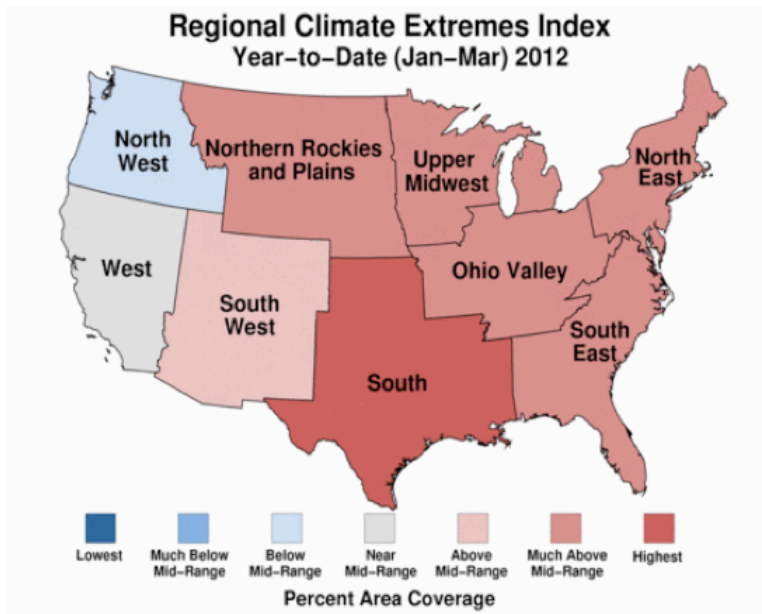 Regional Climate Extremes Index
Year-to-Date (Jan-Mar) 2012
North
West
Northern Rockies
and Plains
Upper
Midwest
North
East
West
South
West
Ohio Valley
South
East
South
Lowest
Much Below
Mid-Range
Below
Mid-Range
Near
Mid-Range
Above
Mid-Range
Much Above
Mid-Range
Highest
Percent Area Coverage